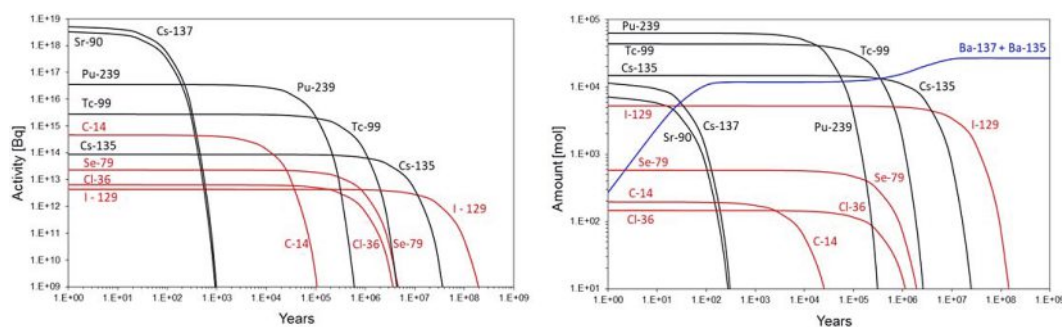 1.E+19
1.E+18
1.E+17
1.E+16
1.E+15
1.E+14
1.E+13
1.E+12
1.E+11
1.E+10
1.E+09
Activity [Bq]
Cs-137
Sr-90
Pu-239
Pu-239
Tc-99
Tc-99
C-14
Cs-135
Cs-135
Se-79
Cl-36
I - 129
I - 129
C-14
Cl-36
Se-79
1.E+00 1.E+01 1.E+02 1.E+03 1.E+04 1.E+05 1.E+06 1.E+07 1.E+08 1.E+09
Years
1.E+05
1.E+04
1.E+03
1.E+02
1.E+01
Amount [mol]
Pu-239
Tc-99
Tc-99
Ba-137 + Ba-135
Cs-135
Cs-135
I-129
I-129
Cs-137
Sr-90
Pu-239
Se-79
Se-79
C-14
Cl-36
Cl-36
C-14
1.E+00 1.E+01 1.E+02 1.E+03 1.E+04 1.E+05 1.E+06 1.E+07 1.E+08 1.E+09
Years